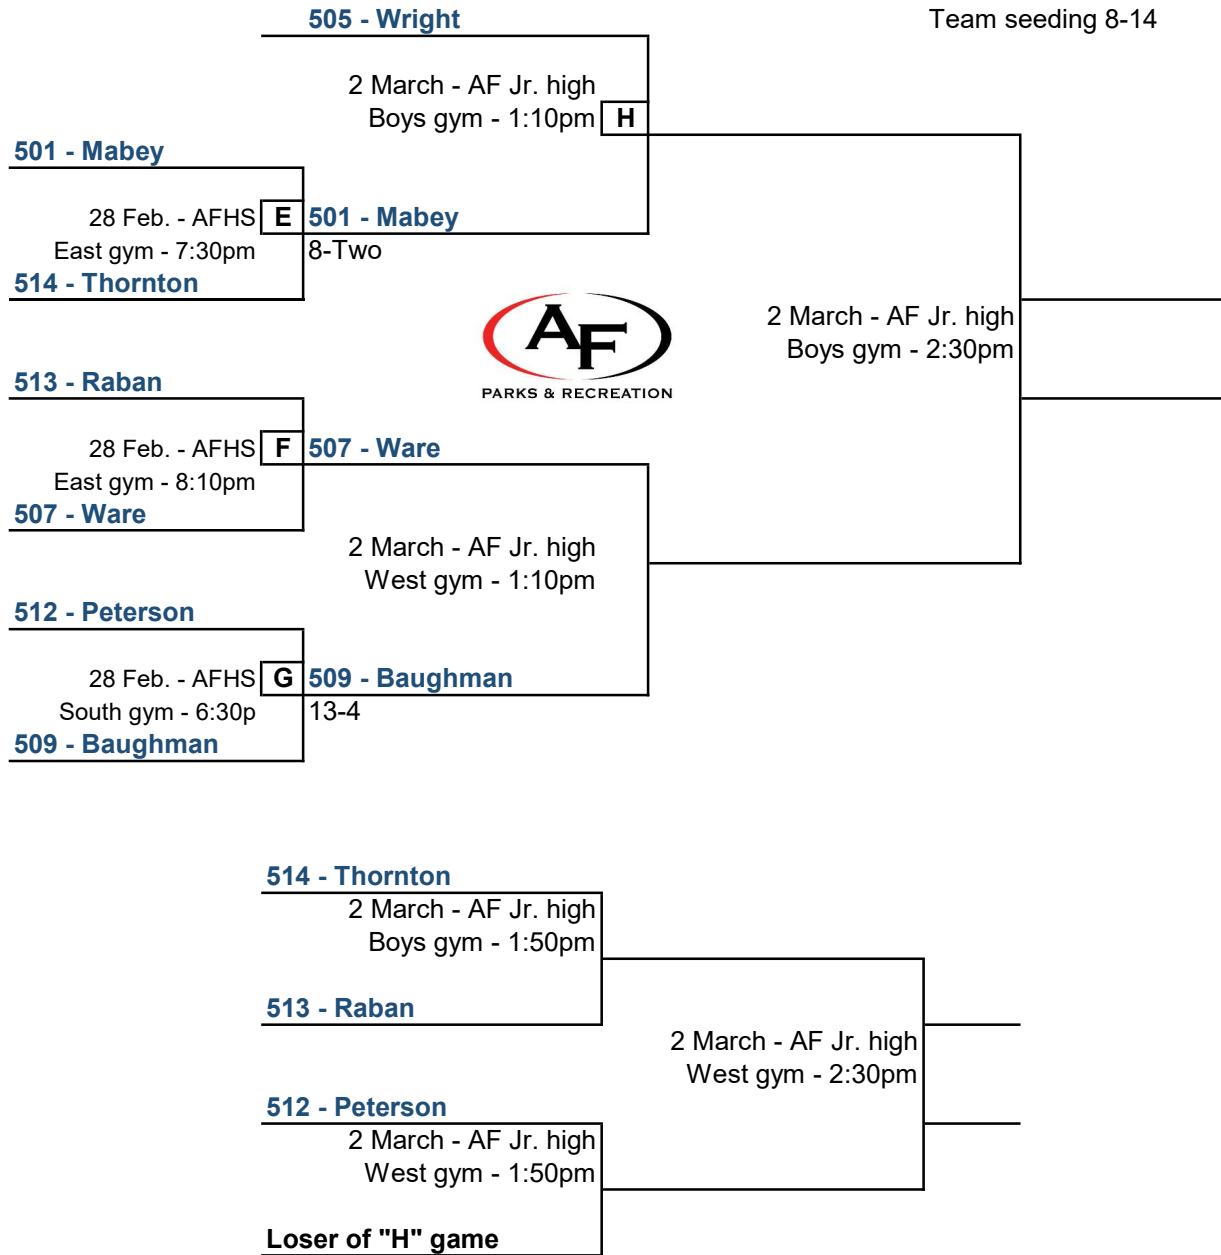 505 - Wright
Team seeding 8-14
2 March - AF Jr. high
Boys gym - 1:10pm
H
501 - Mabey
28 Feb. - AFHS
E
501 - Mabey
East gym - 7:30pm
8-Two
514 - Thornton
AF
PARKS & RECREATION
2 March - AF Jr. high
Boys gym - 2:30pm
513 - Raban
28 Feb. - AFHS
F
507 - Ware
East gym - 8:10pm
507 - Ware
2 March - AF Jr. high
West gym - 1:10pm
512 - Peterson
28 Feb. - AFHS
G
509 - Baughman
South gym - 6:30p
13-4
509 - Baughman
514 - Thornton
2 March - AF Jr. high
Boys gym - 1:50pm
513 - Raban
2 March - AF Jr. high
West gym - 2:30pm
512 - Peterson
2 March - AF Jr. high
West gym - 1:50pm
Loser of "H" game